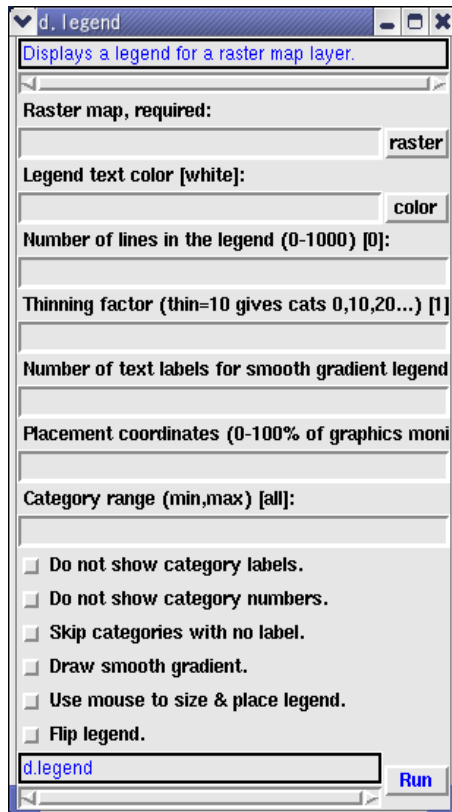 d.legend
Displays a legend for a raster map layer.
Raster map, required:
raster
Legend text color [white]:
color
Number of lines in the legend (0-1000) [0]:
Thinning factor (thin=10 gives cats 0,10,20...) [1]
Number of text labels for smooth gradient legend
Placement coordinates (0-100% of graphics moni
Category range (min,max) [all]:
Do not show category labels.
Do not show category numbers.
Skip categories with no label.
Draw smooth gradient.
Use mouse to size & place legend.
Flip legend.
d.legend
Run